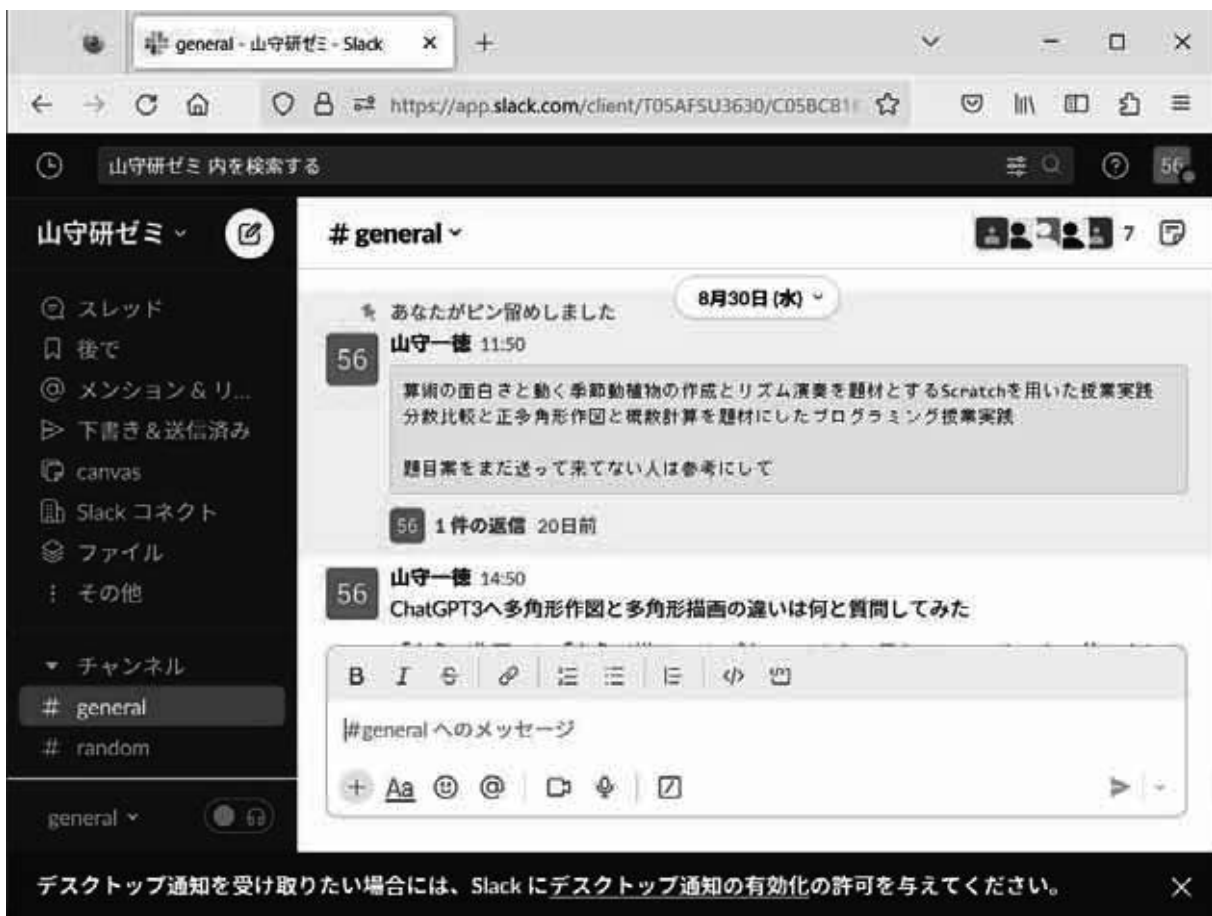 general - 山守研ゼミ - Slack
https://app.slack.com/client/T05AFSU3630/C05BC81
山守研ゼミ 内を検索する
56
山守研ゼミ
# general
7
スレッド
後で
メンション & リ...
下書き & 送信済み
canvas
Slack コネクト
ファイル
その他
チャンネル
# general
# random
general
8月30日 (水)
あなたがピン留めしました
56
山守一徳 11:50
算術の面白さと動く季節動植物の作成とリズム演奏を題材とするScratchを用いた授業実践
分数比較と正多角形作図と概数計算を題材にしたプログラミング授業実践
題目案をまだ送って来てない人は参考にして
56 1 件の返信 20日前
56
山守一徳 14:50
ChatGPT3へ多角形作図と多角形描画の違いは何と質問してみた
B I S
#general へのメッセージ
Aa
デスクトップ通知を受け取りたい場合には、Slack にデスクトップ通知の有効化の許可を与えてください。